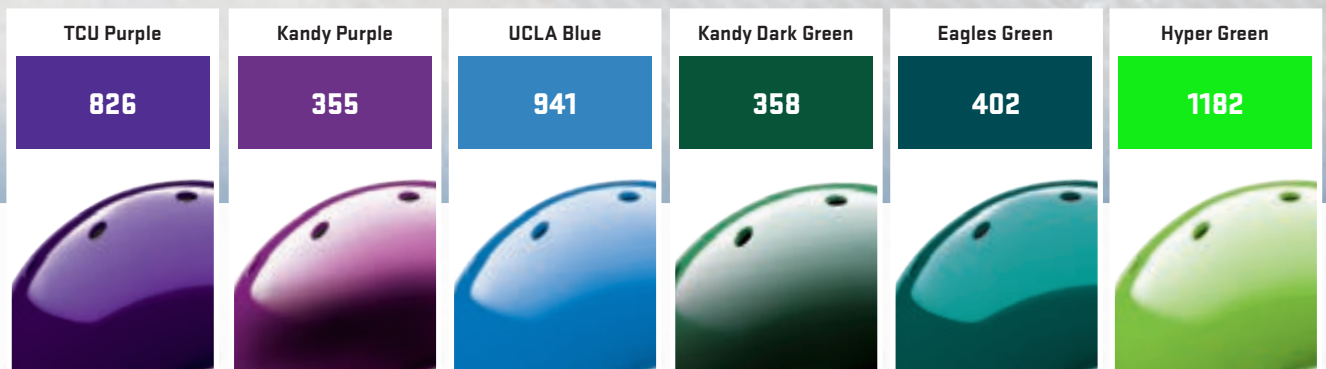 TCU Purple
826
Kandy Purple
355
UCLA Blue
941
Kandy Dark Green
358
Eagles Green
402
Hyper Green
1182